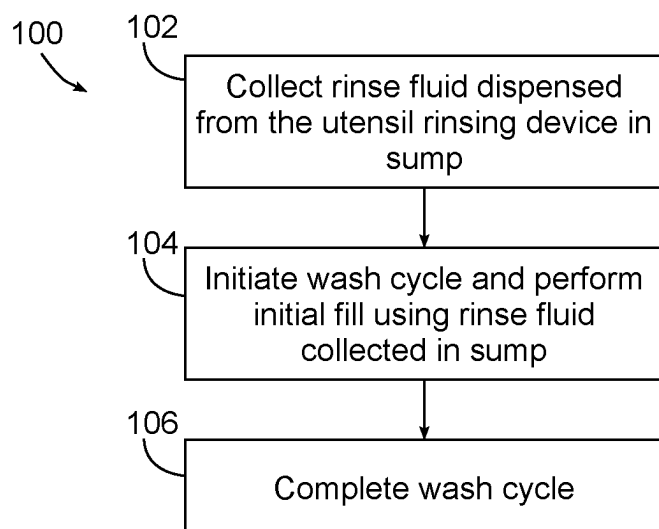 100
102
Collect rinse fluid dispensed
from the utensil rinsing device in
sump
104
Initiate wash cycle and perform
initial fill using rinse fluid
collected in sump
106
Complete wash cycle